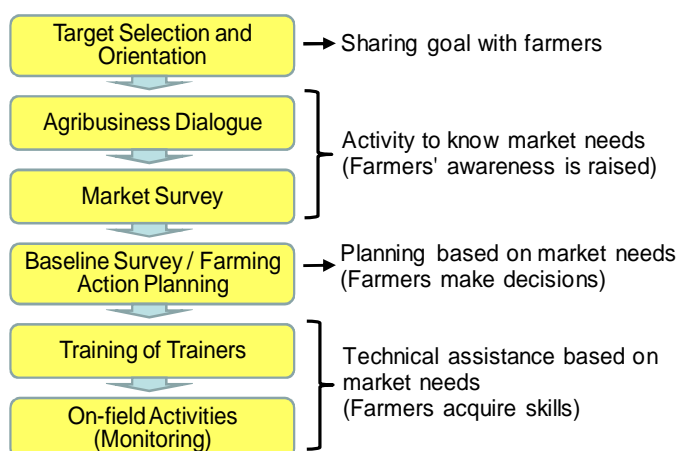 Target Selection and
Orientation
Sharing goal with farmers
Agribusiness Dialogue
Market Survey
Activity to know market needs
(Farmers' awareness is raised)
Baseline Survey / Farming
Action Planning
Planning based on market needs
(Farmers make decisions)
Training of Trainers
On-field Activities
(Monitoring)
Technical assistance based on
market needs
(Farmers acquire skills)